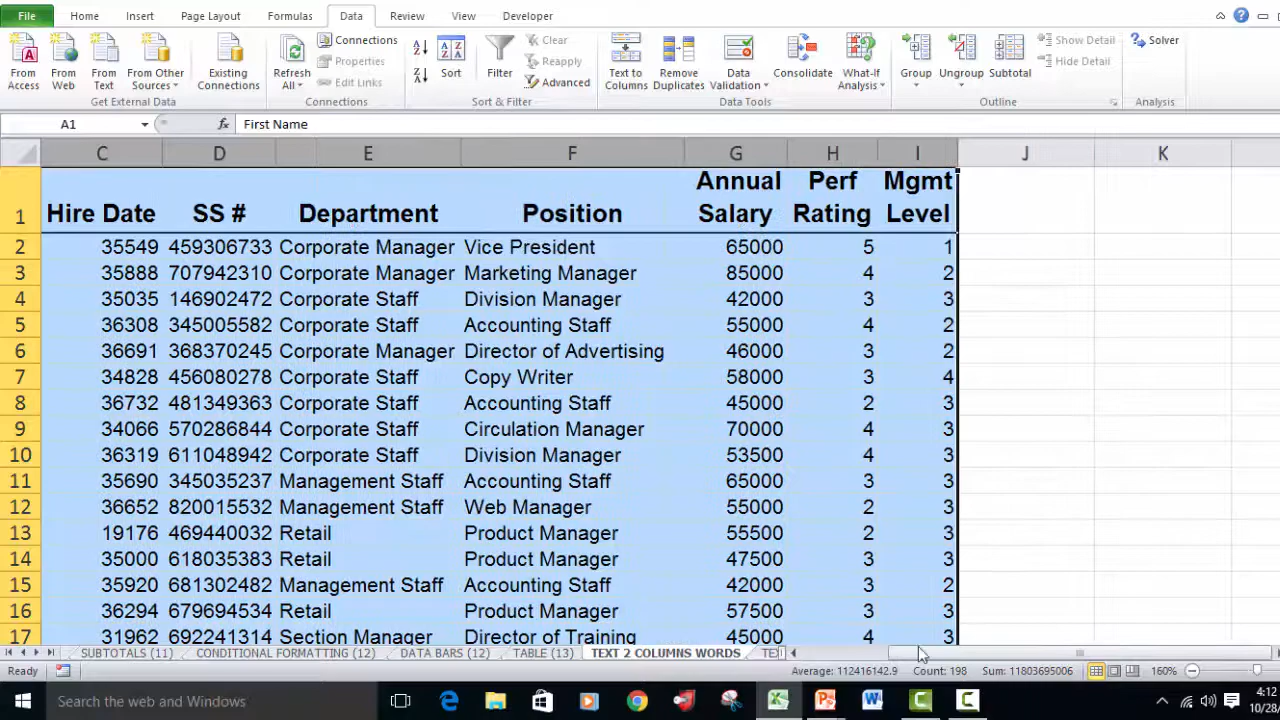 File Home Insert Page Layout Formulas Data Review View Developer
From Access From Web From Text From Other Sources Existing Connections Refresh All Connections Properties Edit Links Sort Filter Clear Reapply Advanced Text to Columns Remove Duplicates Data Validation Consolidate What-If Analysis Group Ungroup Subtotal Show Detail Hide Detail Solver
Get External Data Connections Sort & Filter Data Tools Outline Analysis
A1 fx First Name
C D E F G H I J K
1 Hire Date SS # Department Position Annual Salary Perf Rating Mgmt Level
2 35549 459306733 Corporate Manager Vice President 65000 5 1
3 35888 707942310 Corporate Manager Marketing Manager 85000 4 2
4 35035 146902472 Corporate Staff Division Manager 42000 3 3
5 36308 345005582 Corporate Staff Accounting Staff 55000 4 2
6 36691 368370245 Corporate Manager Director of Advertising 46000 3 2
7 34828 456080278 Corporate Staff Copy Writer 58000 3 4
8 36732 481349363 Corporate Staff Accounting Staff 45000 2 3
9 34066 570286844 Corporate Staff Circulation Manager 70000 4 3
10 36319 611048942 Corporate Staff Division Manager 53500 4 3
11 35690 345035237 Management Staff Accounting Staff 65000 3 3
12 36652 820015532 Management Staff Web Manager 55000 2 3
13 19176 469440032 Retail Product Manager 55500 2 3
14 35000 618035383 Retail Product Manager 47500 3 3
15 35920 681302482 Management Staff Accounting Staff 42000 3 2
16 36294 679694534 Retail Product Manager 57500 3 3
17 31962 692241314 Section Manager Director of Training 45000 4 3
SUBTOTALS (11) CONDITIONAL FORMATTING (12) DATA BARS (12) TABLE (13) TEXT 2 COLUMNS WORDS
Ready Average: 112416142.9 Count: 198 Sum: 11803695006 160%
Search the web and Windows 4:12
10/28/